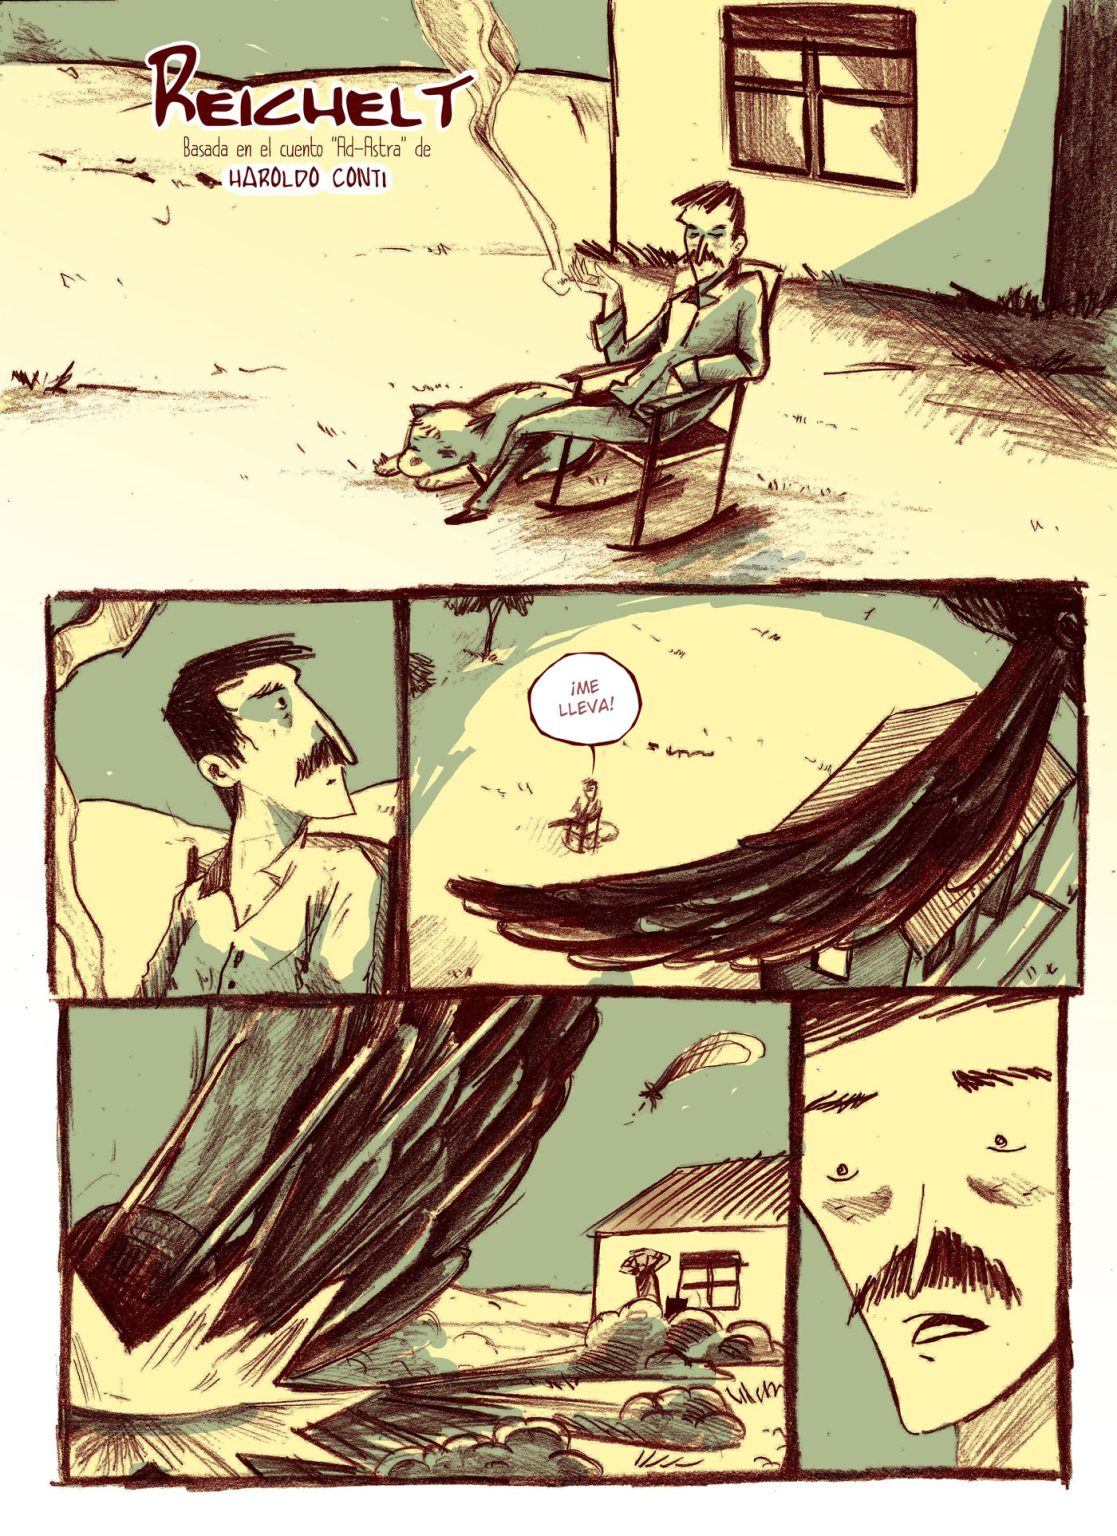 REICHELT
Basada en el cuento "Ad-Astra" de
HAROLDO CONTI
¡ME
LLEVA!